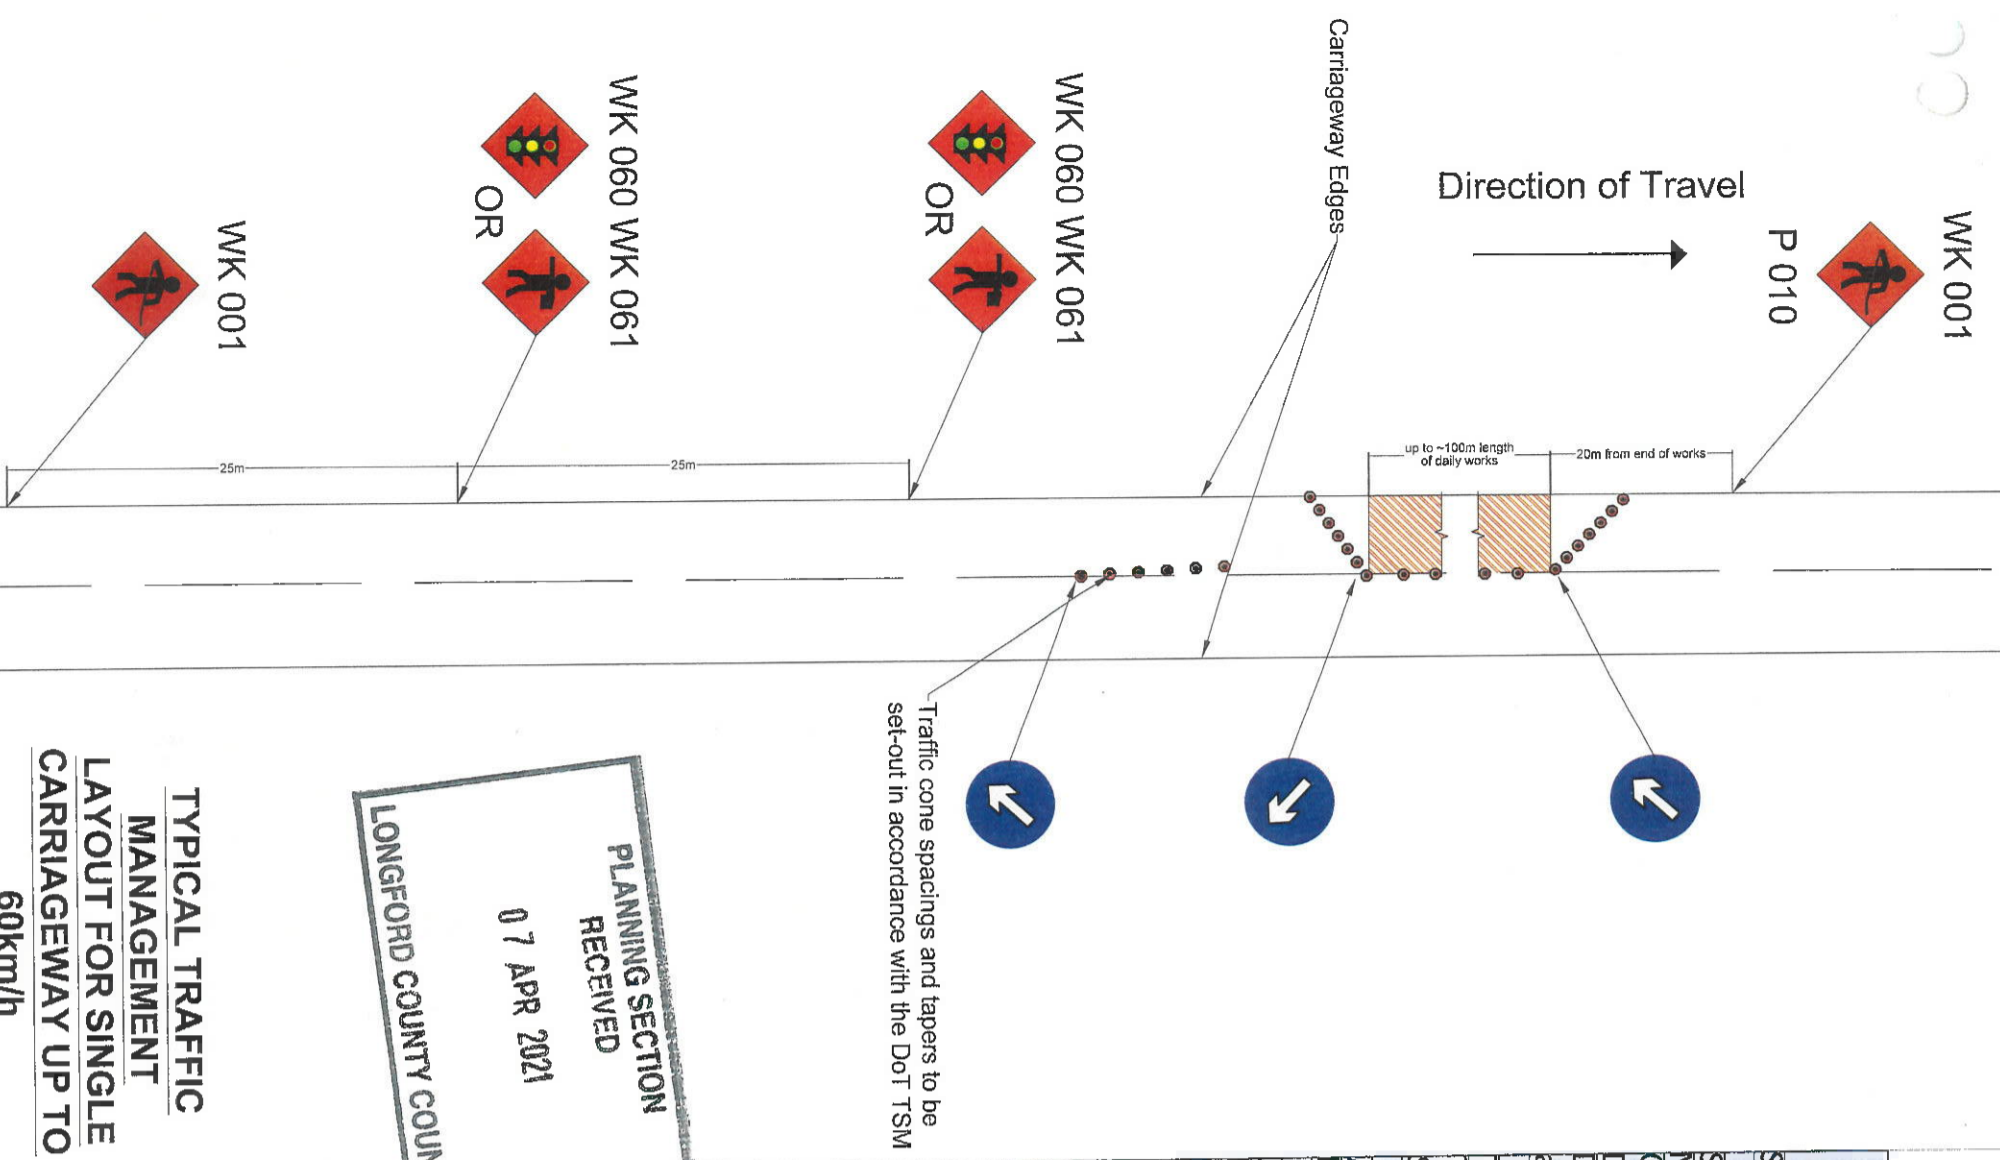 WK 001
P 010
Direction of Travel
Carriageway Edges
WK 060 WK 061
OR
WK 060 WK 061
OR
WK 001
25m
25m
up to ~100m length
of daily works
20m from end of works
Traffic cone spacings and tapers to be
set-out in accordance with the DoT TSM
PLANNING SECTION
RECEIVED
07 APR 2021
LONGFORD COUNTY COUN
TYPICAL TRAFFIC
MANAGEMENT
LAYOUT FOR SINGLE
CARRIAGEWAY UP TO
60km/h